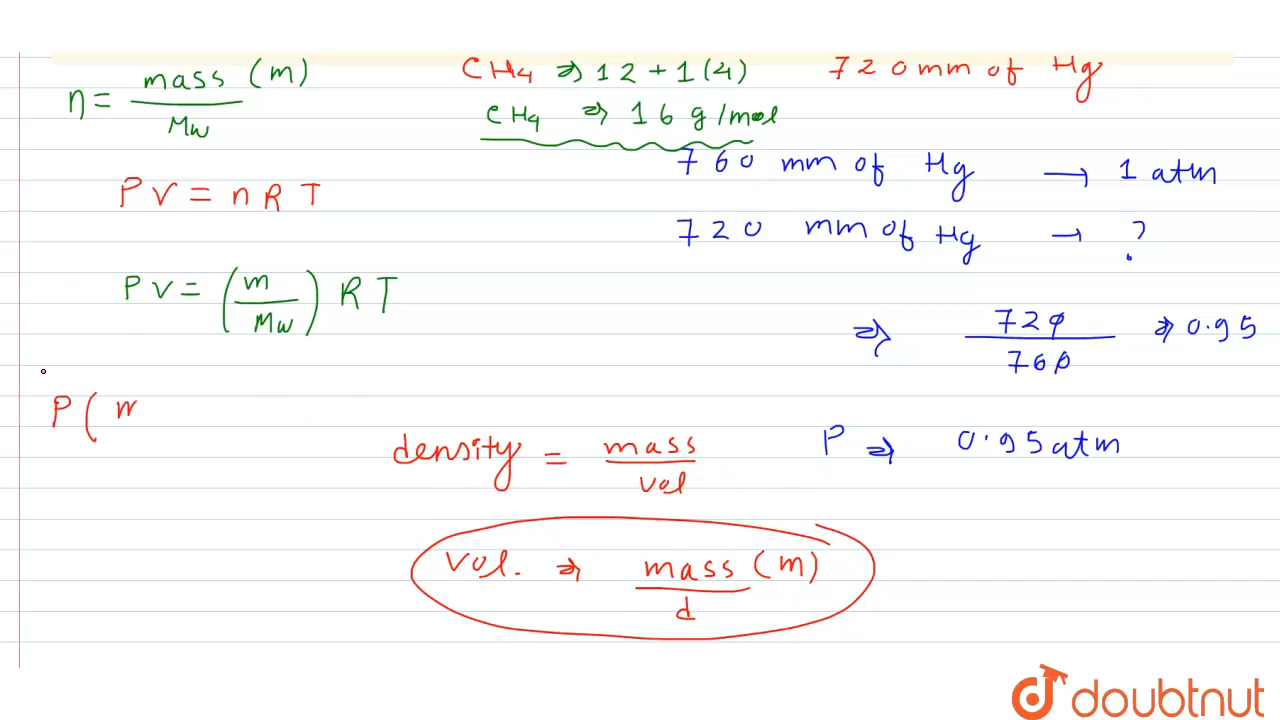 n = mass (m) / Mw
CH4 ⇒ 12 + 1(4)
CH4 ⇒ 16 g/mol
720 mm of Hg
760 mm of Hg → 1 atm
720 mm of Hg → ?
⇒ 720 / 760 ⇒ 0.95
P ⇒ 0.95 atm
PV = nRT
PV = (m / Mw) RT
P ( m
density = mass / vol
Vol. ⇒ mass (m) / d
doubtnut